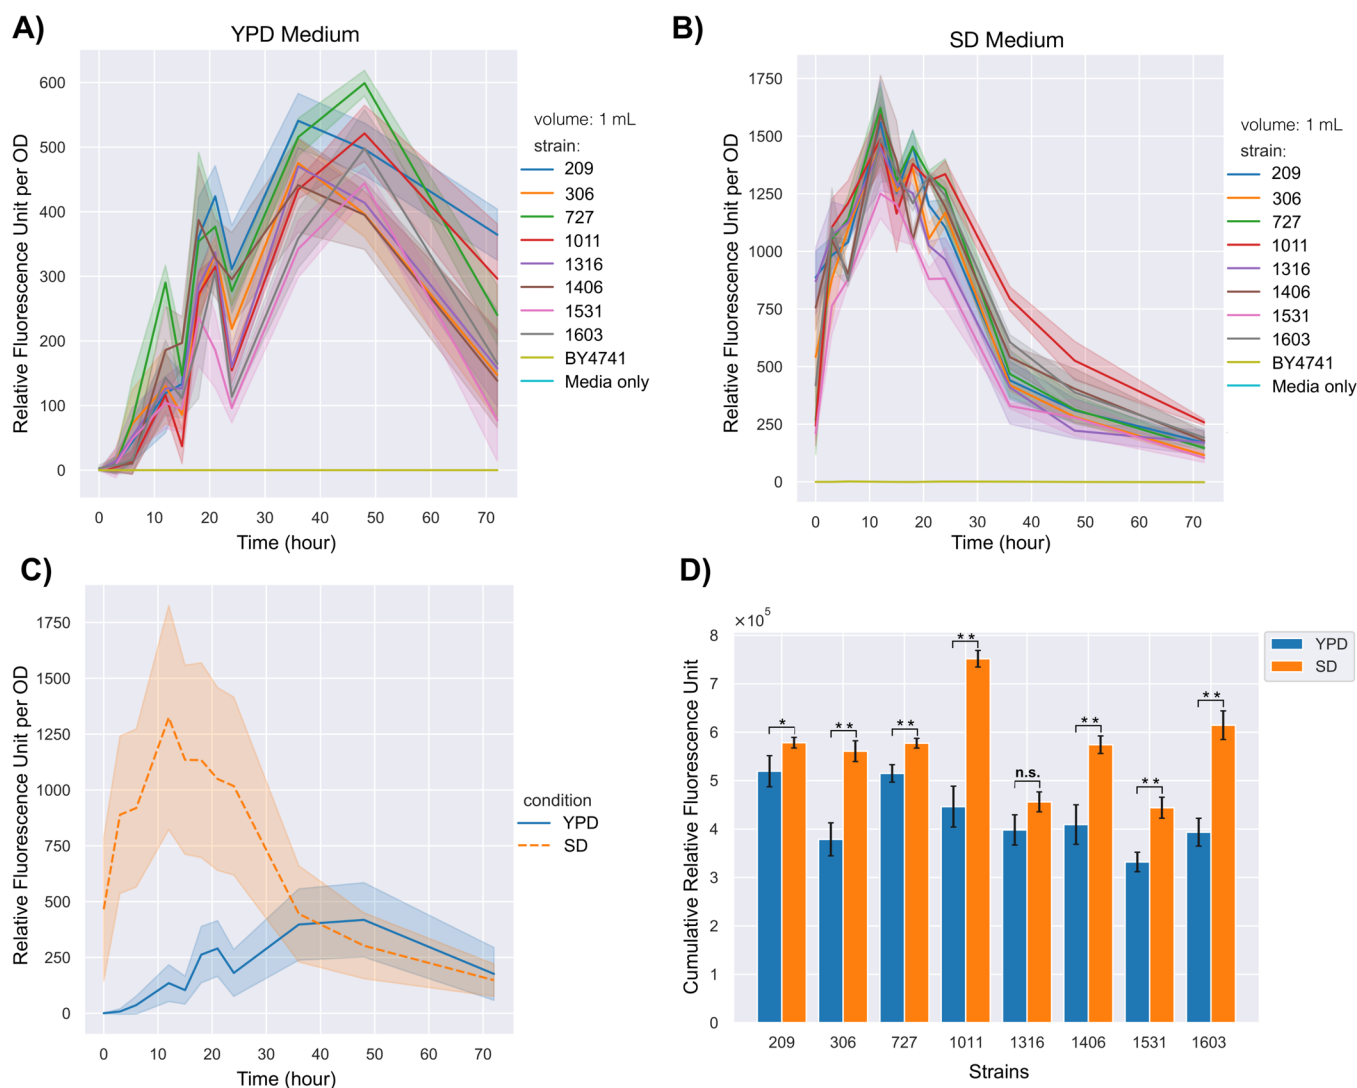 A)
YPD Medium
Relative Fluorescence Unit per OD
600
500
400
300
200
100
0
0 10 20 30 40 50 60 70
Time (hour)
volume: 1 mL
strain:
209
306
727
1011
1316
1406
1531
1603
BY4741
Media only
B)
SD Medium
Relative Fluorescence Unit per OD
1750
1500
1250
1000
750
500
250
0
0 10 20 30 40 50 60 70
Time (hour)
volume: 1 mL
strain:
209
306
727
1011
1316
1406
1531
1603
BY4741
Media only
C)
Relative Fluorescence Unit per OD
1750
1500
1250
1000
750
500
250
0
0 10 20 30 40 50 60 70
Time (hour)
condition
YPD
SD
D)
×10⁵
Cumulative Relative Fluorescence Unit
8
7
6
5
4
3
2
1
0
*
**
**
**
n.s.
**
**
**
209 306 727 1011 1316 1406 1531 1603
Strains
YPD
SD